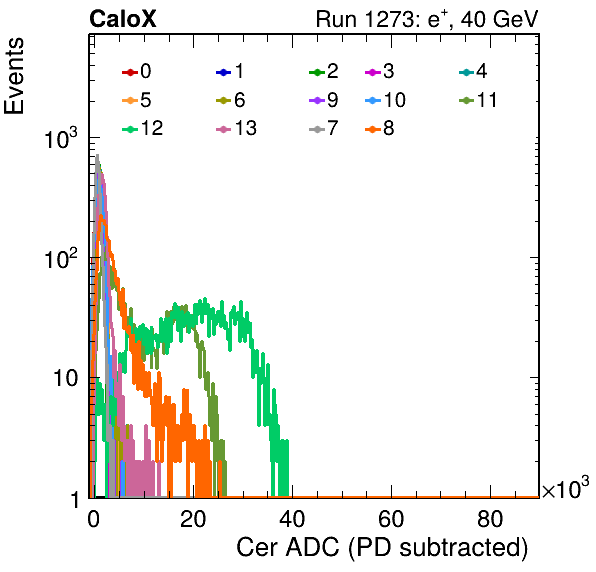 CaloX Run 1273: e⁺, 40 GeV
Events
0 1 2 3 4
5 6 9 10 11
12 13 7 8
10³
10²
10
1
0 20 40 60 80 ×10³
Cer ADC (PD subtracted)